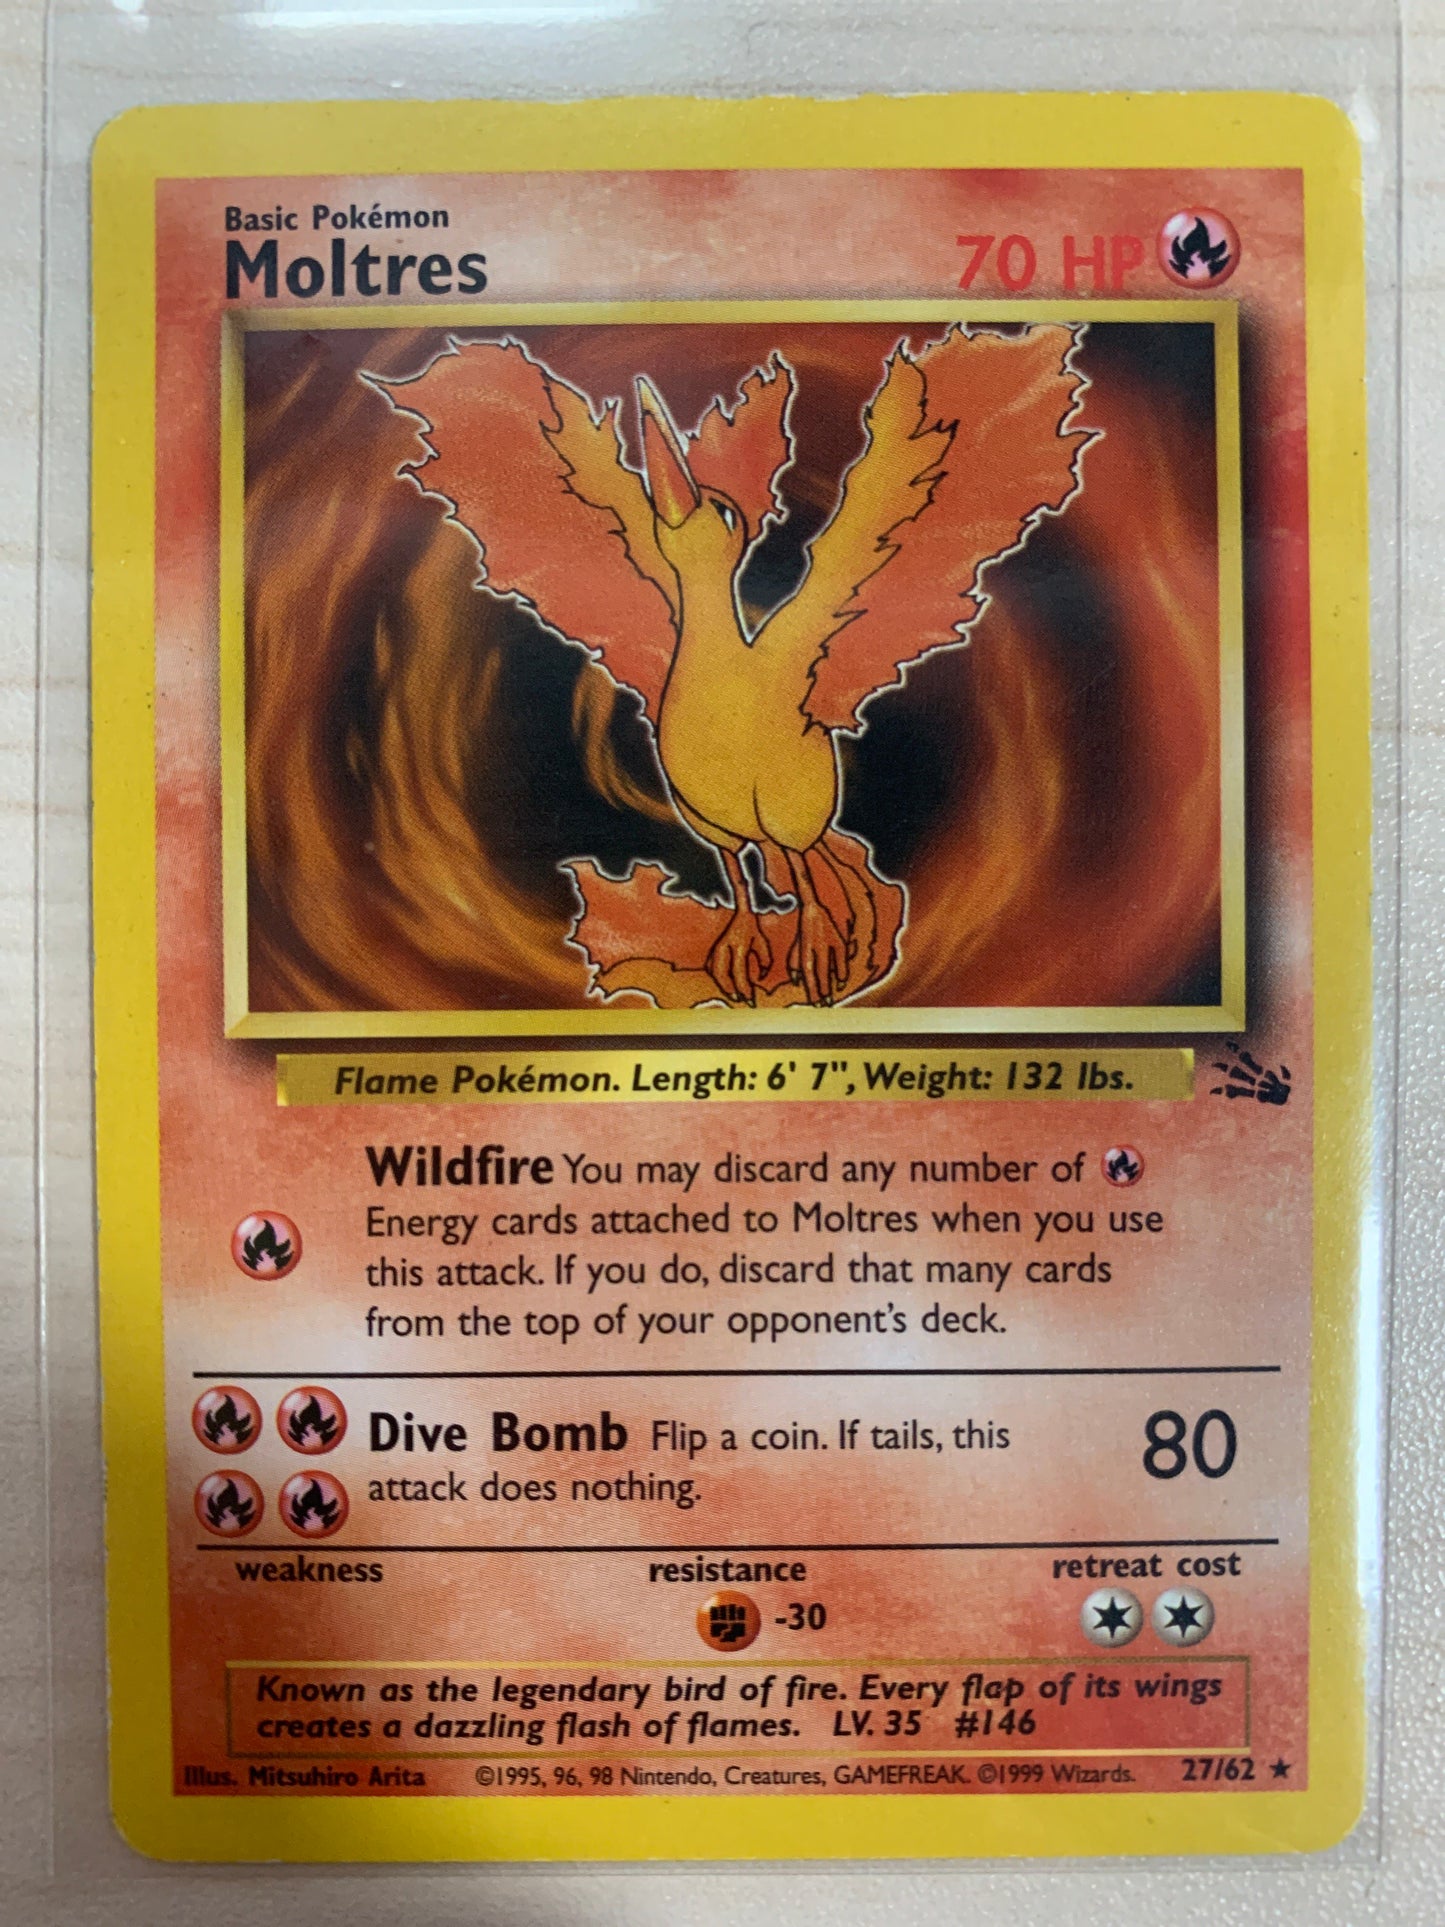 Basic Pokémon
Moltres
70 HP
Flame Pokémon. Length: 6' 7", Weight: 132 lbs.
Wildfire You may discard any number of
Energy cards attached to Moltres when you use
this attack. If you do, discard that many cards
from the top of your opponent's deck.
Dive Bomb Flip a coin. If tails, this
attack does nothing.
80
weakness
resistance
retreat cost
-30
Known as the legendary bird of fire. Every flap of its wings
creates a dazzling flash of flames. LV. 35 #146
Illus. Mitsuhiro Arita ©1995, 96, 98 Nintendo, Creatures, GAMEFREAK. ©1999 Wizards. 27/62 ★